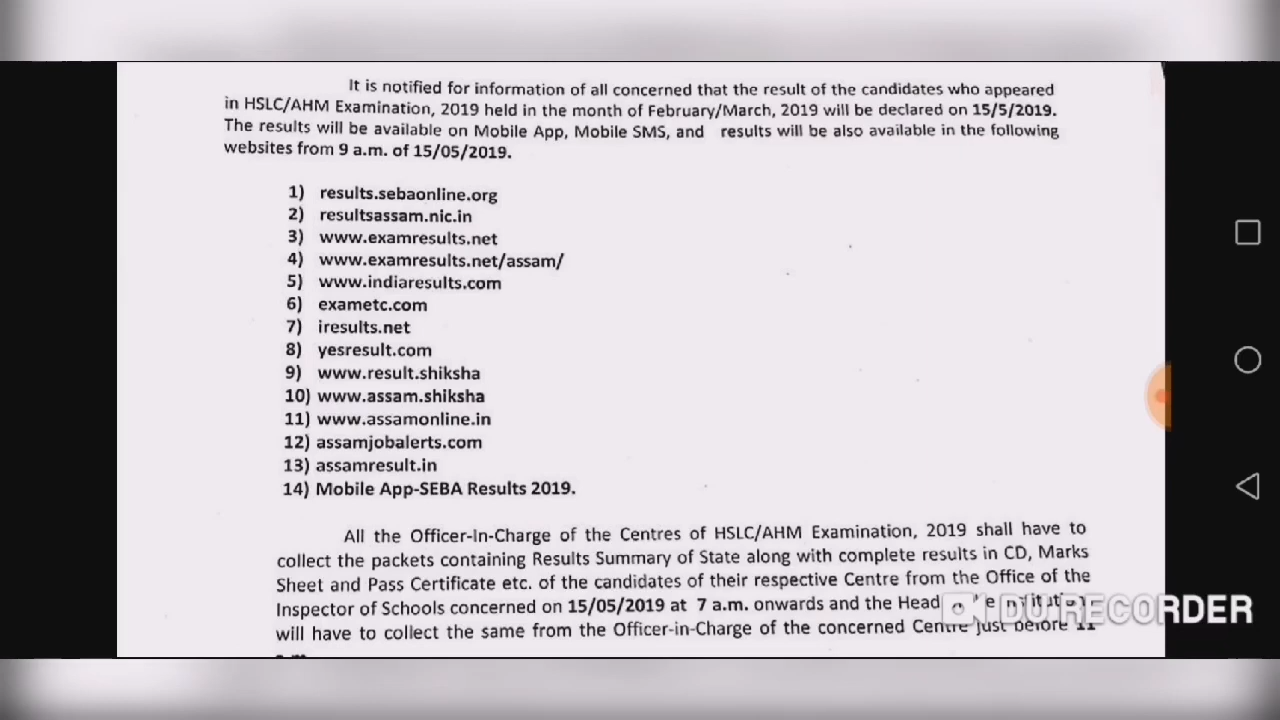 It is notified for information of all concerned that the result of the candidates who appeared
in HSLC/AHM Examination, 2019 held in the month of February/March, 2019 will be declared on 15/5/2019.
The results will be available on Mobile App, Mobile SMS, and results will be also available in the following
websites from 9 a.m. of 15/05/2019.
1) results.sebaonline.org
2) resultsassam.nic.in
3) www.examresults.net
4) www.examresults.net/assam/
5) www.indiaresults.com
6) exametc.com
7) iresults.net
8) yesresult.com
9) www.result.shiksha
10) www.assam.shiksha
11) www.assamonline.in
12) assamjobalerts.com
13) assamresult.in
14) Mobile App-SEBA Results 2019.
All the Officer-In-Charge of the Centres of HSLC/AHM Examination, 2019 shall have to
collect the packets containing Results Summary of State along with complete results in CD, Marks
Sheet and Pass Certificate etc. of the candidates of their respective Centre from the Office of the
Inspector of Schools concerned on 15/05/2019 at 7 a.m. onwards and the Head
will have to collect the same from the Officer-in-Charge of the concerned Centre just before 11
DU RECORDER